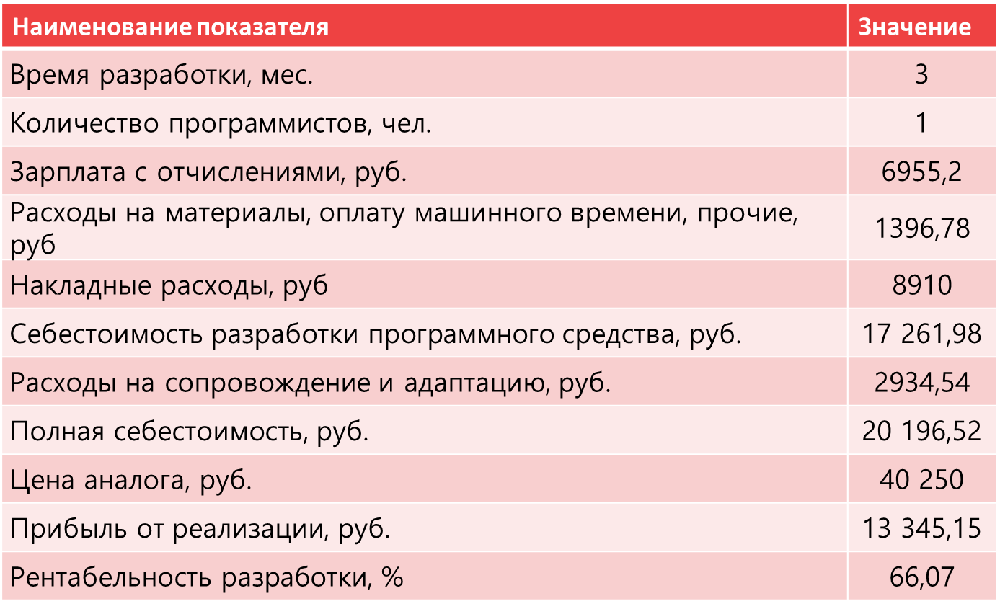 Наименование показателя Значение
Время разработки, мес. 3
Количество программистов, чел. 1
Зарплата с отчислениями, руб. 6955,2
Расходы на материалы, оплату машинного времени, прочие,
руб 1396,78
Накладные расходы, руб 8910
Себестоимость разработки программного средства, руб. 17 261,98
Расходы на сопровождение и адаптацию, руб. 2934,54
Полная себестоимость, руб. 20 196,52
Цена аналога, руб. 40 250
Прибыль от реализации, руб. 13 345,15
Рентабельность разработки, % 66,07